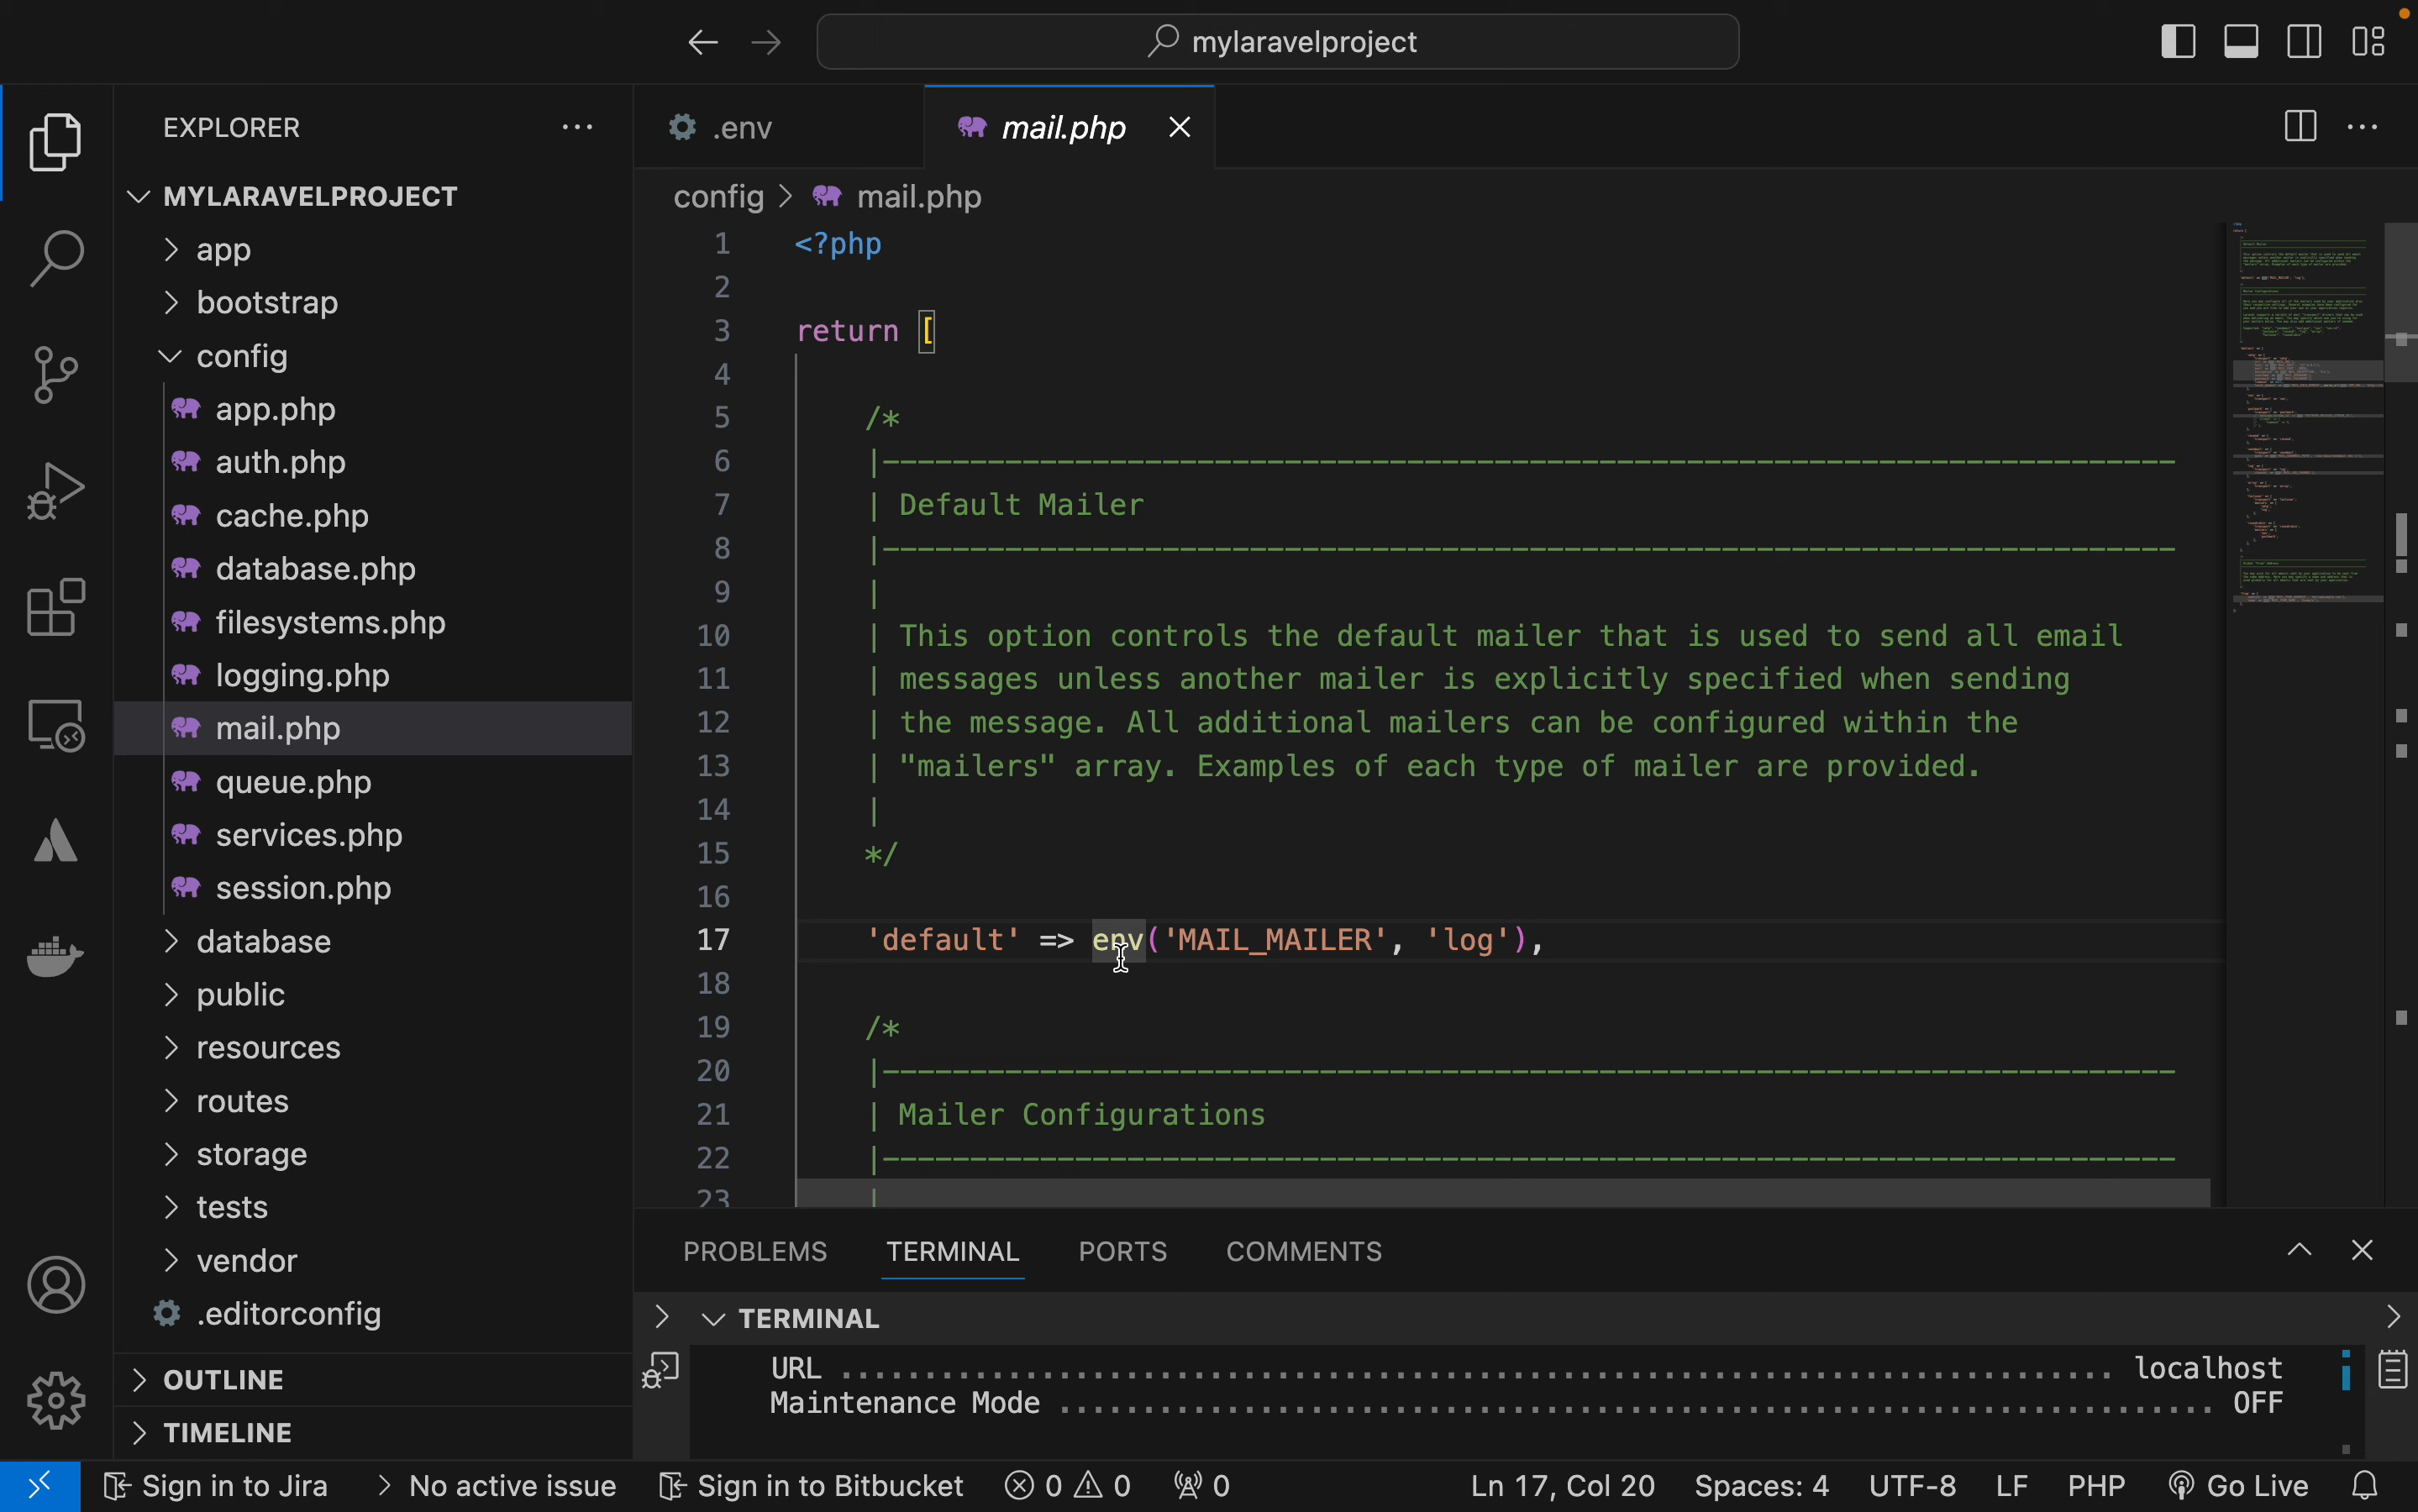 mylaravelproject
EXPLORER
MYLARAVELPROJECT
app
bootstrap
config
app.php
auth.php
cache.php
database.php
filesystems.php
logging.php
mail.php
queue.php
services.php
session.php
database
public
resources
routes
storage
tests
vendor
.editorconfig
OUTLINE
TIMELINE
.env
mail.php
config > mail.php
1 <?php
2
3 return [
4
5 /*
6 |--------------------------------------------------------------------------
7 | Default Mailer
8 |--------------------------------------------------------------------------
9 |
10 | This option controls the default mailer that is used to send all email
11 | messages unless another mailer is explicitly specified when sending
12 | the message. All additional mailers can be configured within the
13 | "mailers" array. Examples of each type of mailer are provided.
14 |
15 */
16
17 'default' => env('MAIL_MAILER', 'log'),
18
19 /*
20 |--------------------------------------------------------------------------
21 | Mailer Configurations
22 |--------------------------------------------------------------------------
23 |
PROBLEMS TERMINAL PORTS COMMENTS
TERMINAL
URL ........................................................................ localhost
Maintenance Mode .................................................................. OFF
Sign in to Jira > No active issue Sign in to Bitbucket 0 0 0 Ln 17, Col 20 Spaces: 4 UTF-8 LF PHP Go Live